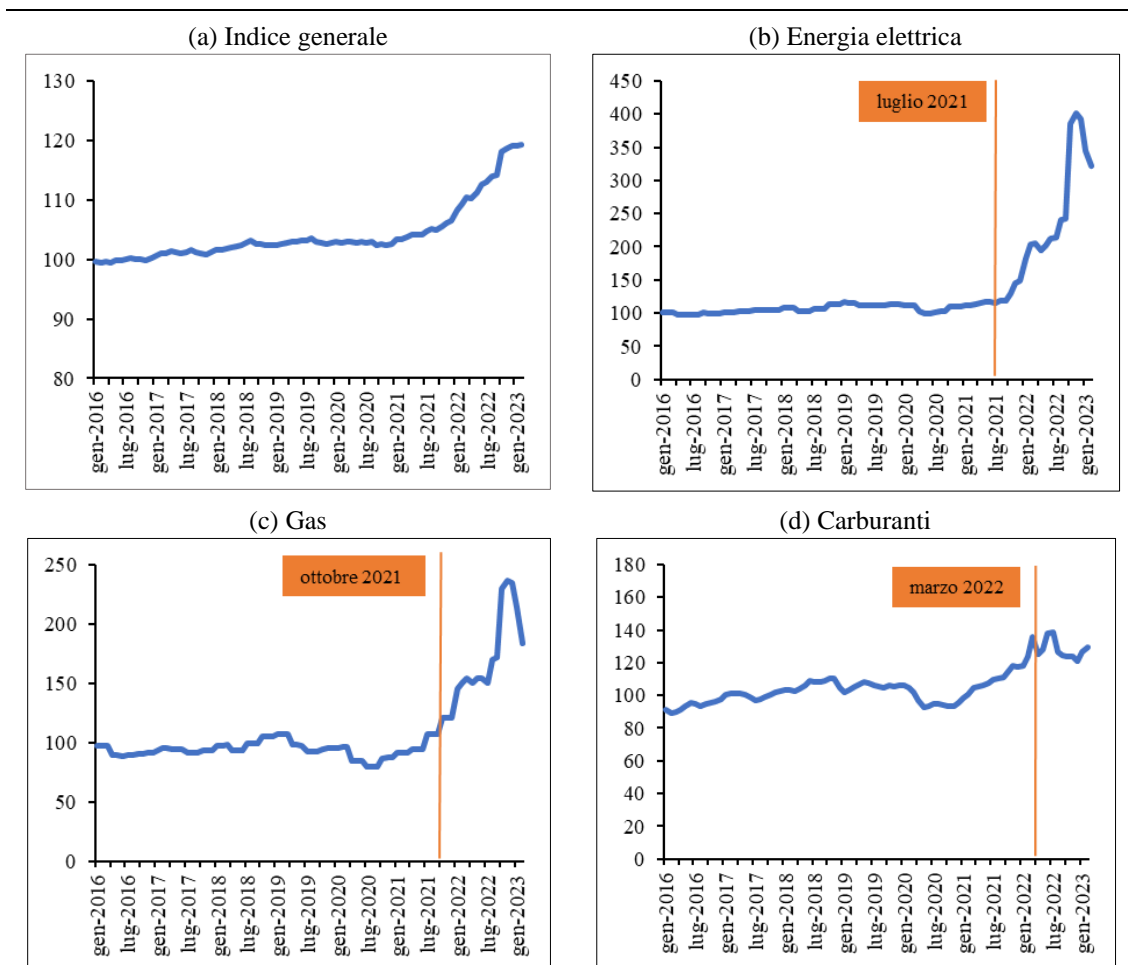 (a) Indice generale
130
120
110
100
90
80
gen-2016
lug-2016
gen-2017
lug-2017
gen-2018
lug-2018
gen-2019
lug-2019
gen-2020
lug-2020
gen-2021
lug-2021
gen-2022
lug-2022
gen-2023
(b) Energia elettrica
luglio 2021
450
400
350
300
250
200
150
100
50
0
gen-2016
lug-2016
gen-2017
lug-2017
gen-2018
lug-2018
gen-2019
lug-2019
gen-2020
lug-2020
gen-2021
lug-2021
gen-2022
lug-2022
gen-2023
(c) Gas
ottobre 2021
250
200
150
100
50
0
gen-2016
lug-2016
gen-2017
lug-2017
gen-2018
lug-2018
gen-2019
lug-2019
gen-2020
lug-2020
gen-2021
lug-2021
gen-2022
lug-2022
gen-2023
(d) Carburanti
marzo 2022
180
160
140
120
100
80
60
40
20
0
gen-2016
lug-2016
gen-2017
lug-2017
gen-2018
lug-2018
gen-2019
lug-2019
gen-2020
lug-2020
gen-2021
lug-2021
gen-2022
lug-2022
gen-2023